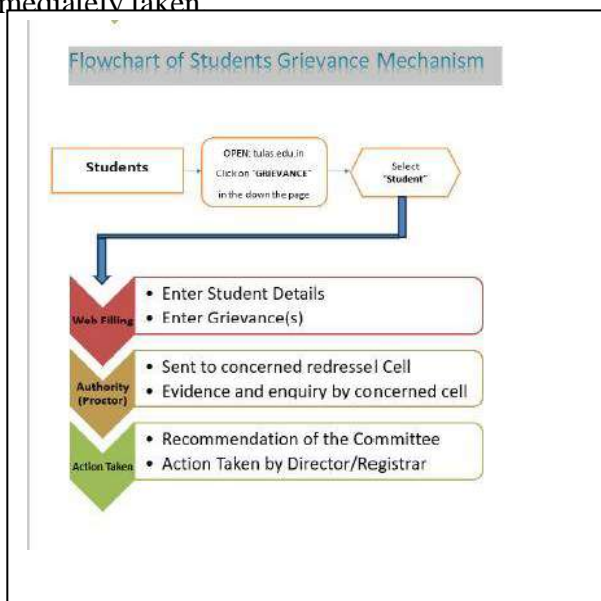 mediately taken
Flowchart of Students Grievance Mechanism
Students
OPEN: tulas.edu.in
Click on "GRIEVANCE"
in the down the page
Select
"Student"
Web Filling
• Enter Student Details
• Enter Grievance(s)
Authority
(Proctor)
• Sent to concerned redressel Cell
• Evidence and enquiry by concerned cell
Action Taken
• Recommendation of the Committee
• Action Taken by Director/Registrar